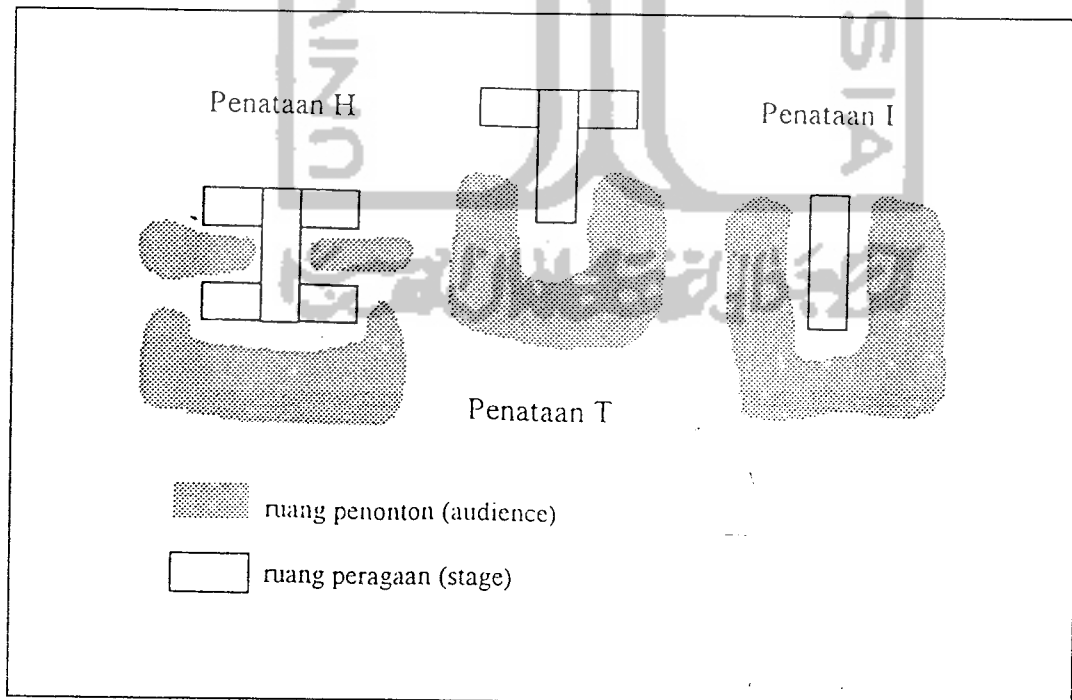 Penataan H
Penataan I
Penataan T
ruang penonton (audience)
ruang peragaan (stage)